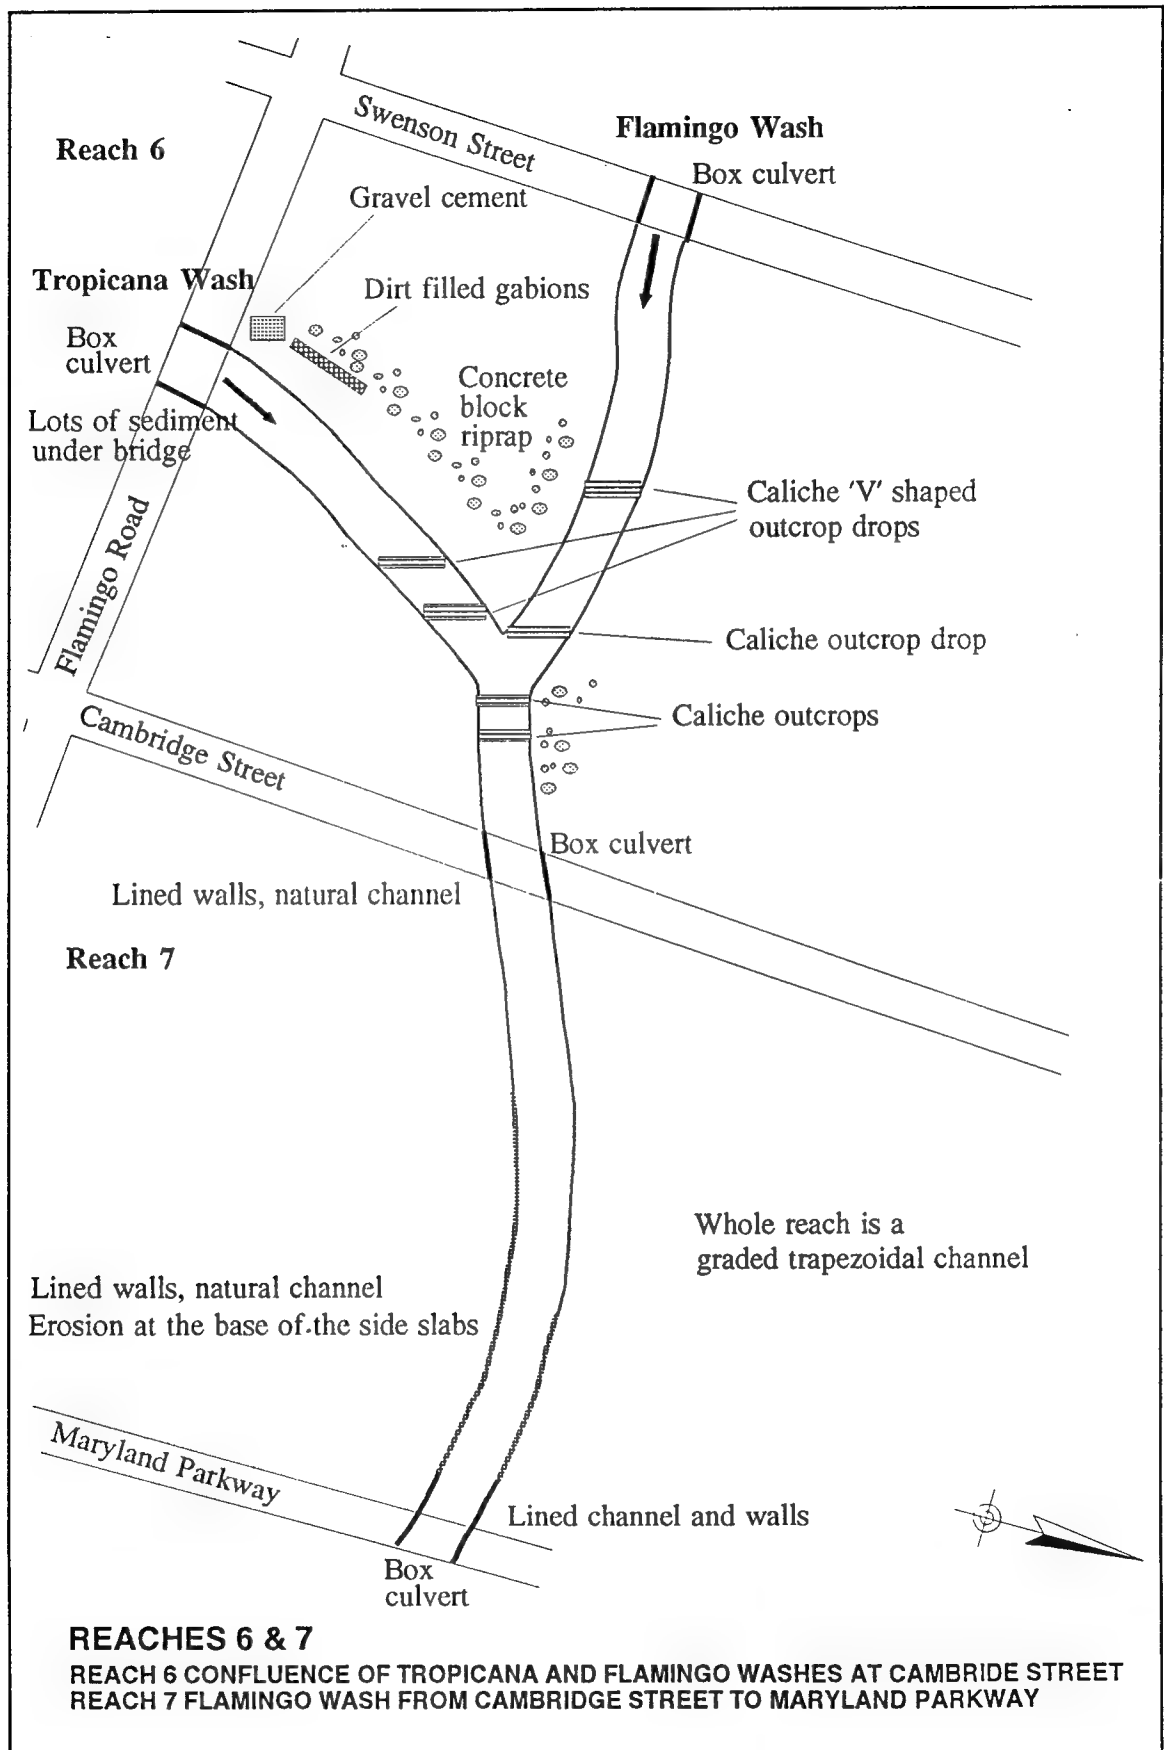 Swenson Street
Flamingo Wash
Box culvert
Reach 6
Gravel cement
Tropicana Wash
Dirt filled gabions
Box
culvert
Concrete
block
riprap
Lots of sediment
under bridge
Caliche 'V' shaped
outcrop drops
Flamingo Road
Caliche outcrop drop
Caliche outcrops
Cambridge Street
Box culvert
Lined walls, natural channel
Reach 7
Whole reach is a
graded trapezoidal channel
Lined walls, natural channel
Erosion at the base of the side slabs
Maryland Parkway
Lined channel and walls
Box
culvert
REACHES 6 & 7
REACH 6 CONFLUENCE OF TROPICANA AND FLAMINGO WASHES AT CAMBRIDE STREET
REACH 7 FLAMINGO WASH FROM CAMBRIDGE STREET TO MARYLAND PARKWAY